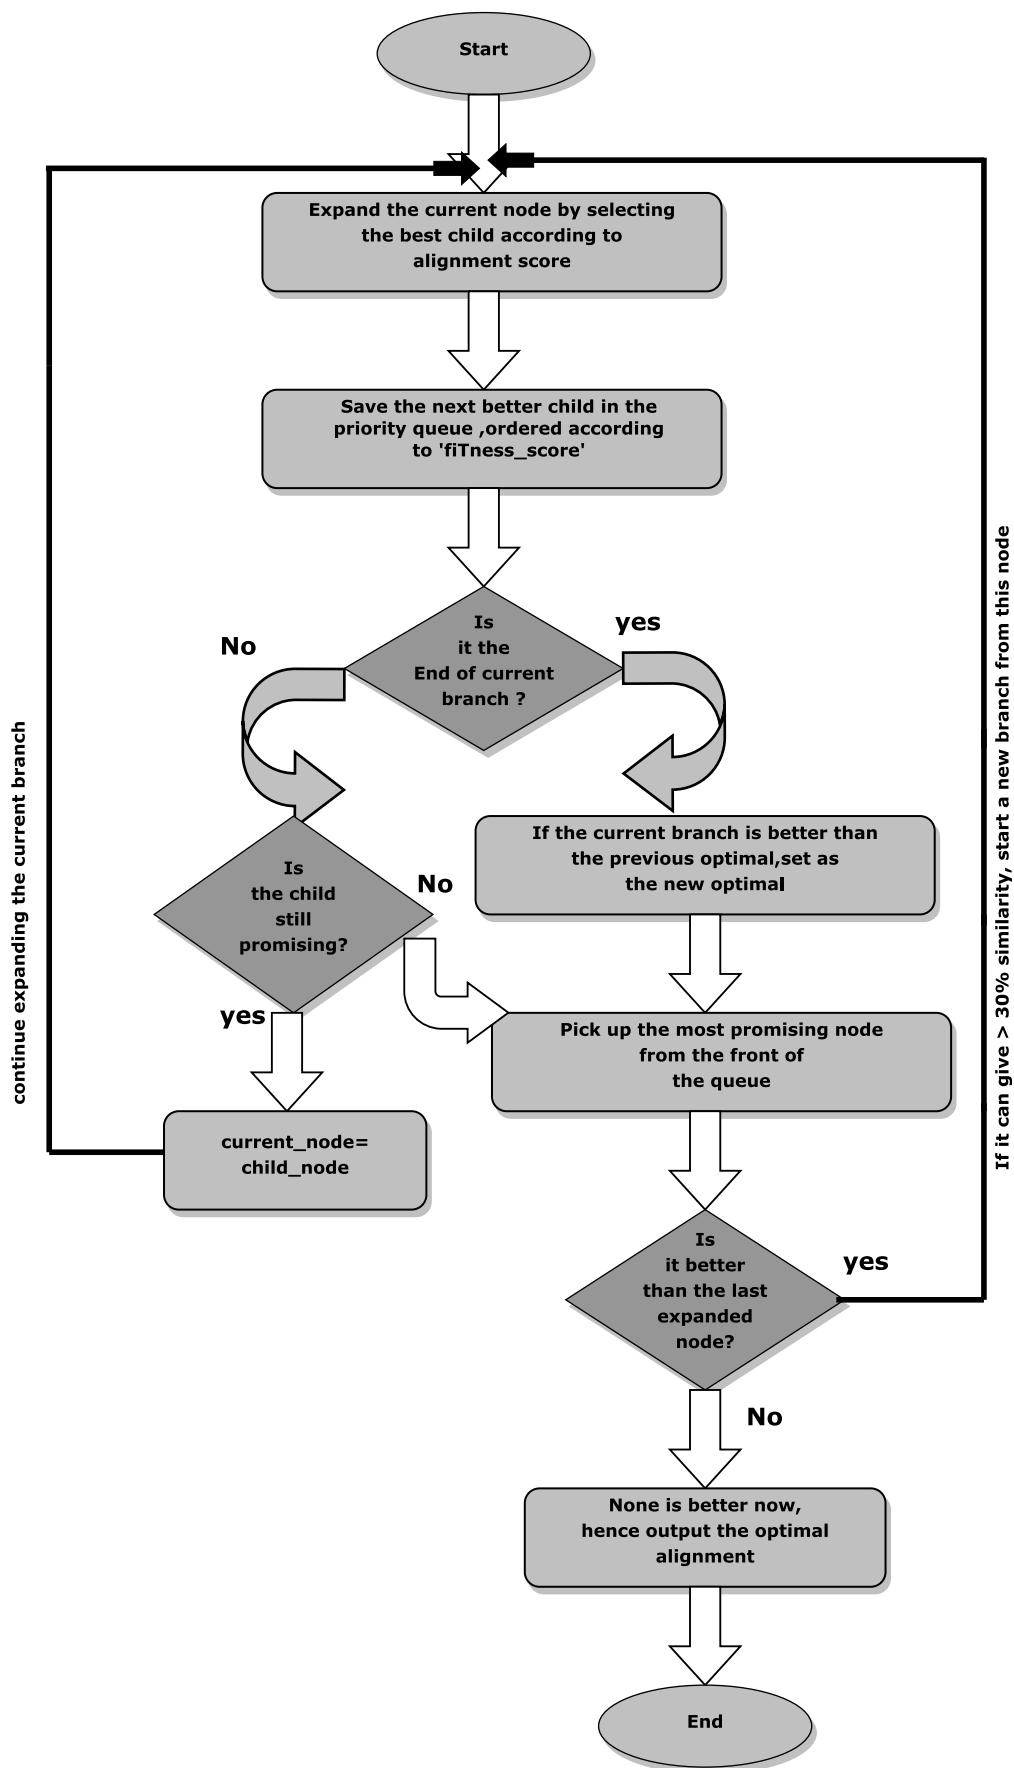 Start
Expand the current node by selecting
the best child according to
alignment score
Save the next better child in the
priority queue ,ordered according
to 'fiTness_score'
Is
it the
End of current
branch ?
No
yes
If the current branch is better than
the previous optimal,set as
the new optimal
Is
the child
still
promising?
No
yes
Pick up the most promising node
from the front of
the queue
current_node=
child_node
continue expanding the current branch
Is
it better
than the last
expanded
node?
yes
If it can give > 30% similarity, start a new branch from this node
No
None is better now,
hence output the optimal
alignment
End